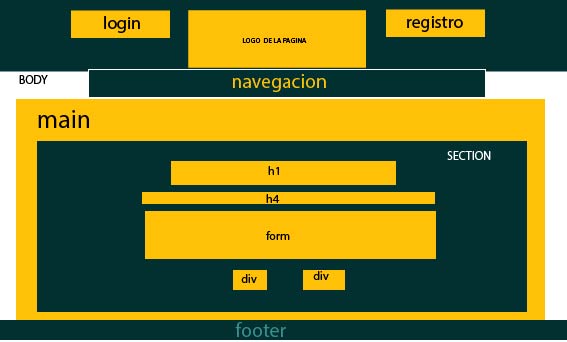 login
LOGO DE LA PAGINA
registro
BODY
navegacion
main
SECTION
h1
h4
form
div
div
footer